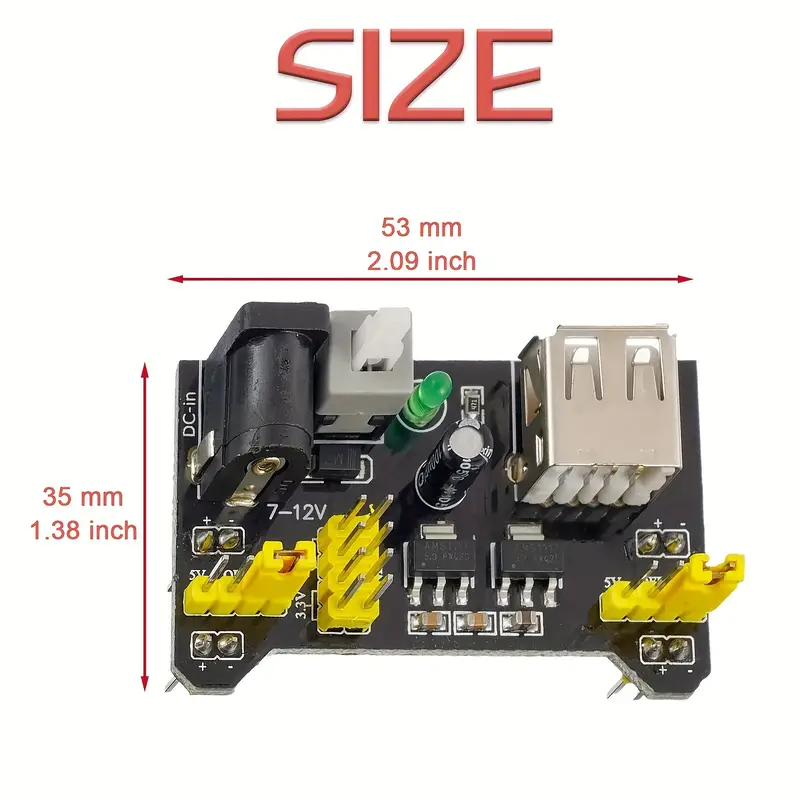 SIZE
53 mm
2.09 inch
DC-in
35 mm
1.38 inch
7-12V
+ -
+ -
5V
5V
3.3V
+ -
+ -